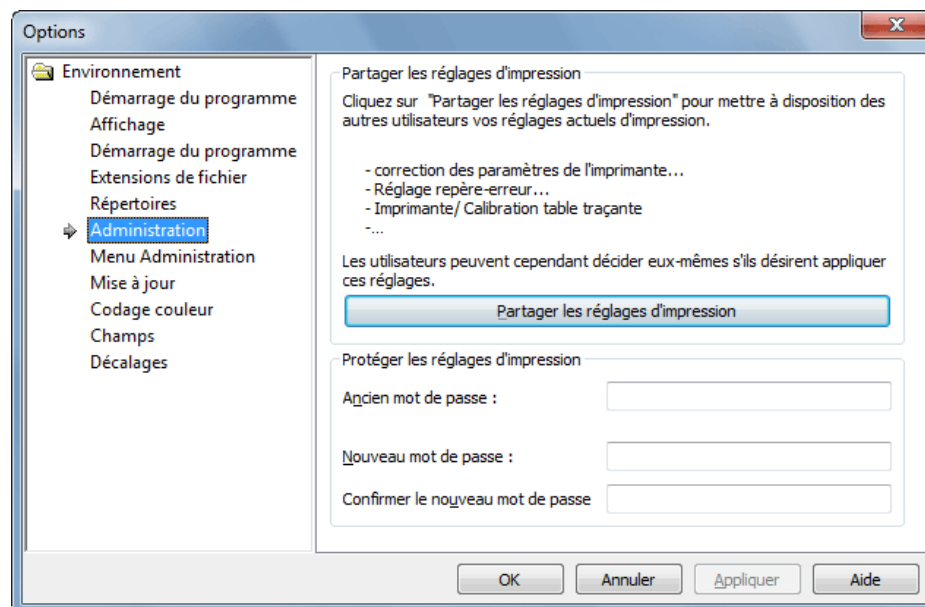 Options
Environnement
Démarrage du programme
Affichage
Démarrage du programme
Extensions de fichier
Répertoires
Administration
Menu Administration
Mise à jour
Codage couleur
Champs
Décalages
Partager les réglages d'impression
Cliquez sur "Partager les réglages d'impression" pour mettre à disposition des
autres utilisateurs vos réglages actuels d'impression.
- correction des paramètres de l'imprimante...
- Réglage repère-erreur...
- Imprimante/ Calibration table traçante
-...
Les utilisateurs peuvent cependant décider eux-mêmes s'ils désirent appliquer
ces réglages.
Partager les réglages d'impression
Protéger les réglages d'impression
Ancien mot de passe :
Nouveau mot de passe :
Confirmer le nouveau mot de passe
OK
Annuler
Appliquer
Aide